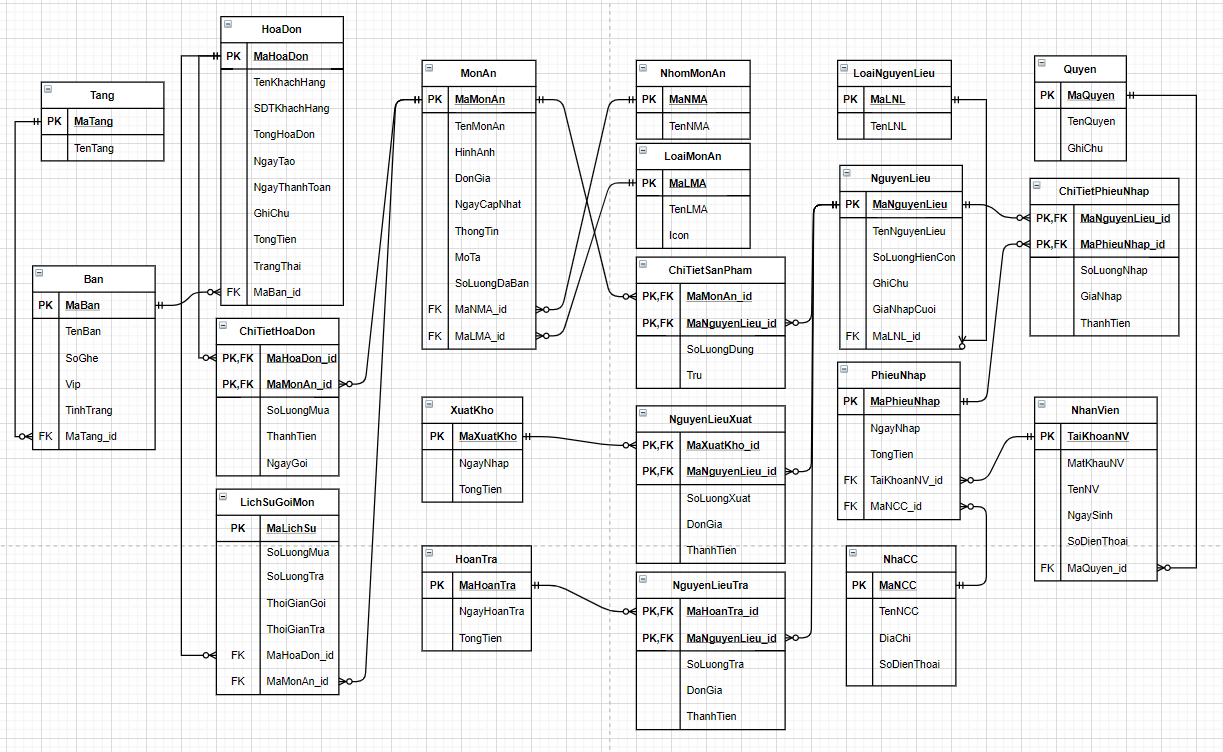 HoaDon
PK MaHoaDon
TenKhachHang
SDTKhachHang
TongHoaDon
NgayTao
NgayThanhToan
GhiChu
TongTien
TrangThai
FK MaBan_id
Tang
PK MaTang
TenTang
Ban
PK MaBan
TenBan
SoGhe
Vip
TinhTrang
FK MaTang_id
ChiTietHoaDon
PK,FK MaHoaDon_id
PK,FK MaMonAn_id
SoLuongMua
ThanhTien
NgayGoi
LichSuGoiMon
PK MaLichSu
SoLuongMua
SoLuongTra
ThoiGianGoi
ThoiGianTra
FK MaHoaDon_id
FK MaMonAn_id
MonAn
PK MaMonAn
TenMonAn
HinhAnh
DonGia
NgayCapNhat
ThongTin
MoTa
SoLuongDaBan
FK MaNMA_id
FK MaLMA_id
XuatKho
PK MaXuatKho
NgayNhap
TongTien
HoanTra
PK MaHoanTra
NgayHoanTra
TongTien
NhomMonAn
PK MaNMA
TenNMA
LoaiMonAn
PK MaLMA
TenLMA
Icon
ChiTietSanPham
PK,FK MaMonAn_id
PK,FK MaNguyenLieu_id
SoLuongDung
Tru
NguyenLieuXuat
PK,FK MaXuatKho_id
PK,FK MaNguyenLieu_id
SoLuongXuat
DonGia
ThanhTien
NguyenLieuTra
PK,FK MaHoanTra_id
PK,FK MaNguyenLieu_id
SoLuongTra
DonGia
ThanhTien
LoaiNguyenLieu
PK MaLNL
TenLNL
NguyenLieu
PK MaNguyenLieu
TenNguyenLieu
SoLuongHienCon
GhiChu
GiaNhapCuoi
FK MaLNL_id
PhieuNhap
PK MaPhieuNhap
NgayNhap
TongTien
FK TaiKhoanNV_id
FK MaNCC_id
NhaCC
PK MaNCC
TenNCC
DiaChi
SoDienThoai
Quyen
PK MaQuyen
TenQuyen
GhiChu
ChiTietPhieuNhap
PK,FK MaNguyenLieu_id
PK,FK MaPhieuNhap_id
SoLuongNhap
GiaNhap
ThanhTien
NhanVien
PK TaiKhoanNV
MatKhauNV
TenNV
NgaySinh
SoDienThoai
FK MaQuyen_id